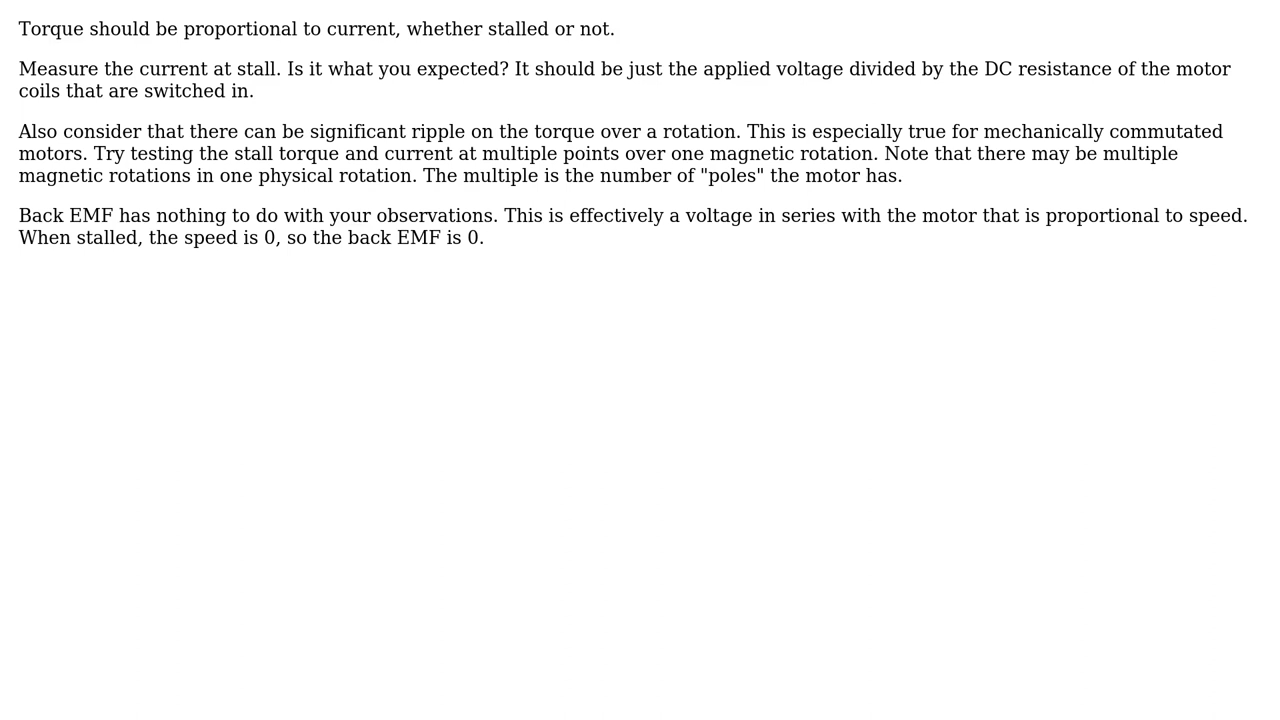 Torque should be proportional to current, whether stalled or not.
Measure the current at stall. Is it what you expected? It should be just the applied voltage divided by the DC resistance of the motor
coils that are switched in.
Also consider that there can be significant ripple on the torque over a rotation. This is especially true for mechanically commutated
motors. Try testing the stall torque and current at multiple points over one magnetic rotation. Note that there may be multiple
magnetic rotations in one physical rotation. The multiple is the number of "poles" the motor has.
Back EMF has nothing to do with your observations. This is effectively a voltage in series with the motor that is proportional to speed.
When stalled, the speed is 0, so the back EMF is 0.